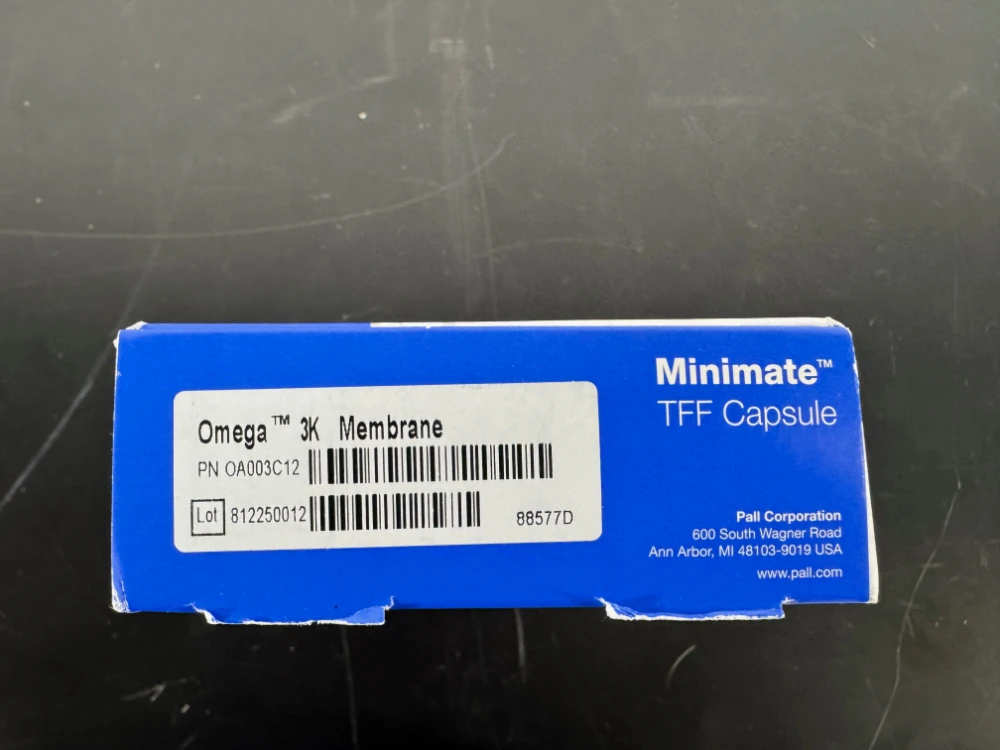 Omega™ 3K Membrane
PN OA003C12
Lot 812250012
88577D
Minimate™
TFF Capsule
Pall Corporation
600 South Wagner Road
Ann Arbor, MI 48103-9019 USA
www.pall.com